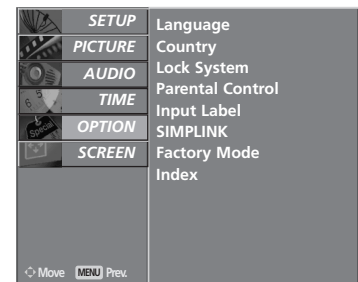 SETUP
PICTURE
AUDIO
TIME
OPTION
SCREEN
Language
Country
Lock System
Parental Control
Input Label
SIMPLINK
Factory Mode
Index
Special
Move MENU Prev.